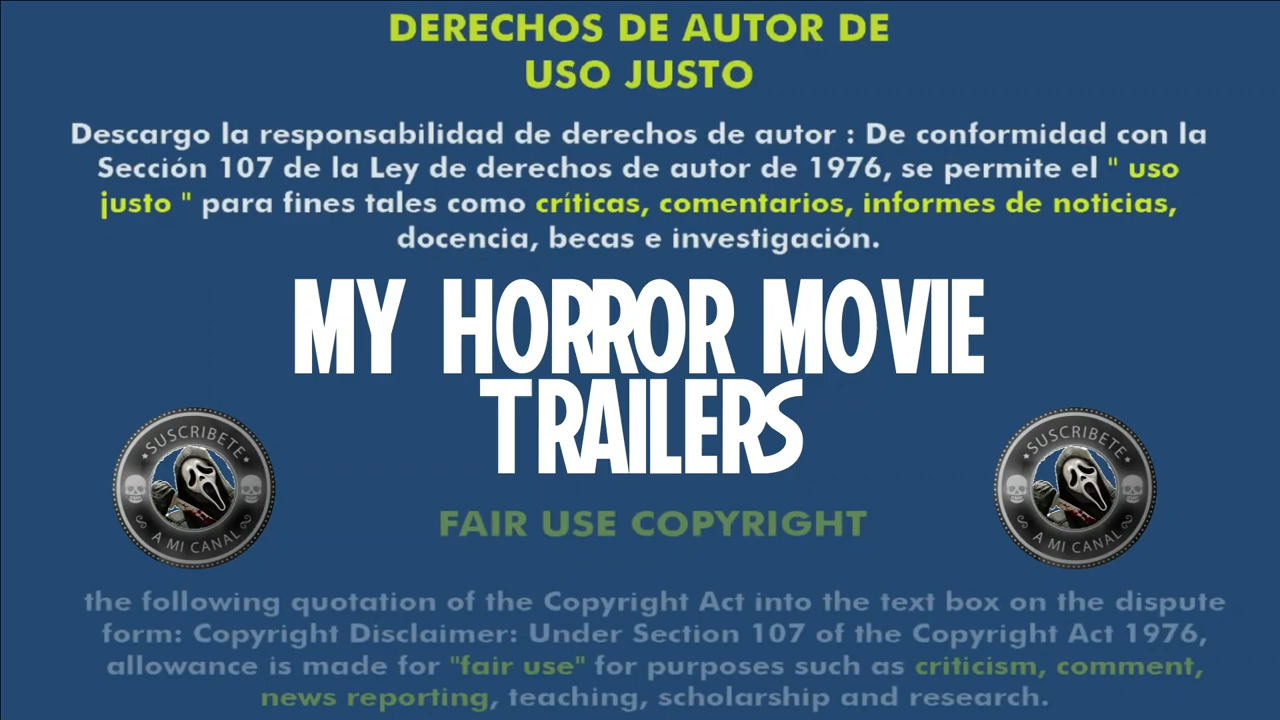 DERECHOS DE AUTOR DE
USO JUSTO
Descargo la responsabilidad de derechos de autor : De conformidad con la
Sección 107 de la Ley de derechos de autor de 1976, se permite el " uso
justo " para fines tales como críticas, comentarios, informes de noticias,
docencia, becas e investigación.
MY HORROR MOVIE
TRAILERS
SUSCRIBETE
A MI CANAL
SUSCRIBETE
A MI CANAL
FAIR USE COPYRIGHT
the following quotation of the Copyright Act into the text box on the dispute
form: Copyright Disclaimer: Under Section 107 of the Copyright Act 1976,
allowance is made for "fair use" for purposes such as criticism, comment,
news reporting, teaching, scholarship and research.